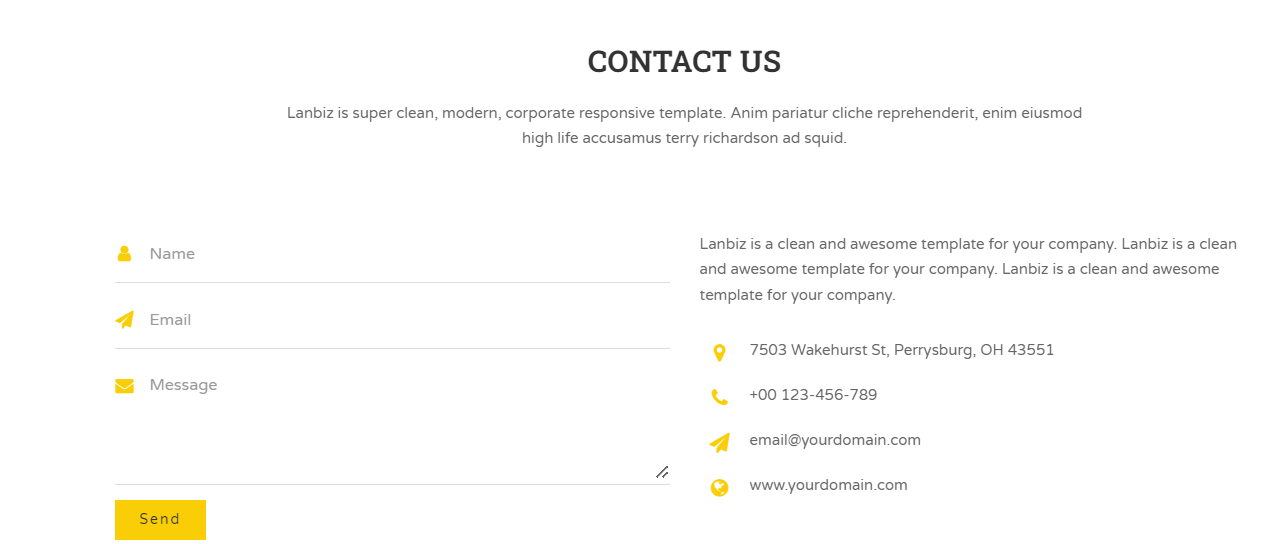 CONTACT US
Lanbiz is super clean, modern, corporate responsive template. Anim pariatur cliche reprehenderit, enim eiusmod
high life accusamus terry richardson ad squid.
Name
Email
Message
Send
Lanbiz is a clean and awesome template for your company. Lanbiz is a clean
and awesome template for your company. Lanbiz is a clean and awesome
template for your company.
7503 Wakehurst St, Perrysburg, OH 43551
+00 123-456-789
email@yourdomain.com
www.yourdomain.com